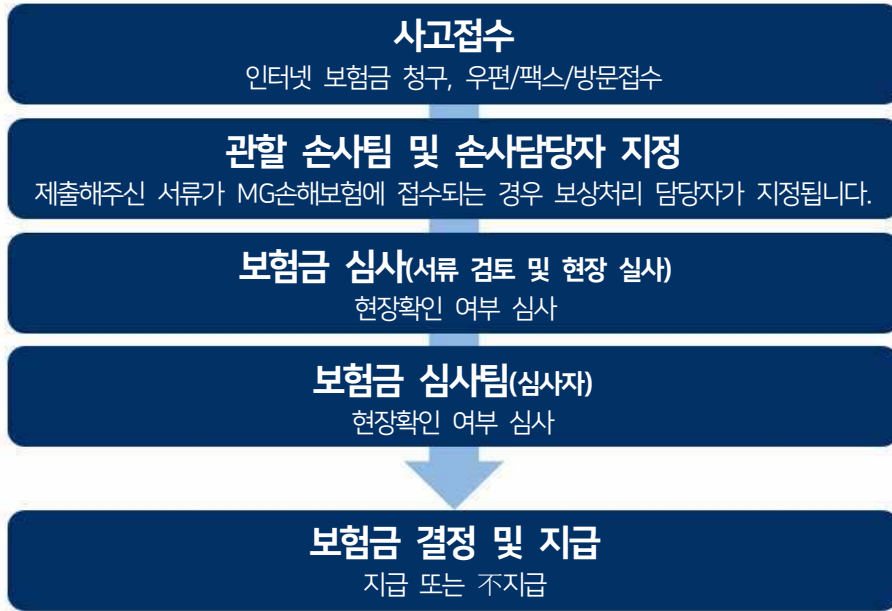 사고접수
인터넷 보험금 청구, 우편/팩스/방문접수
관할 손사팀 및 손사담당자 지정
제출해주신 서류가 MG손해보험에 접수되는 경우 보상처리 담당자가 지정됩니다.
보험금 심사(서류 검토 및 현장 실사)
현장확인 여부 심사
보험금 심사팀(심사자)
현장확인 여부 심사
보험금 결정 및 지급
지급 또는 不지급